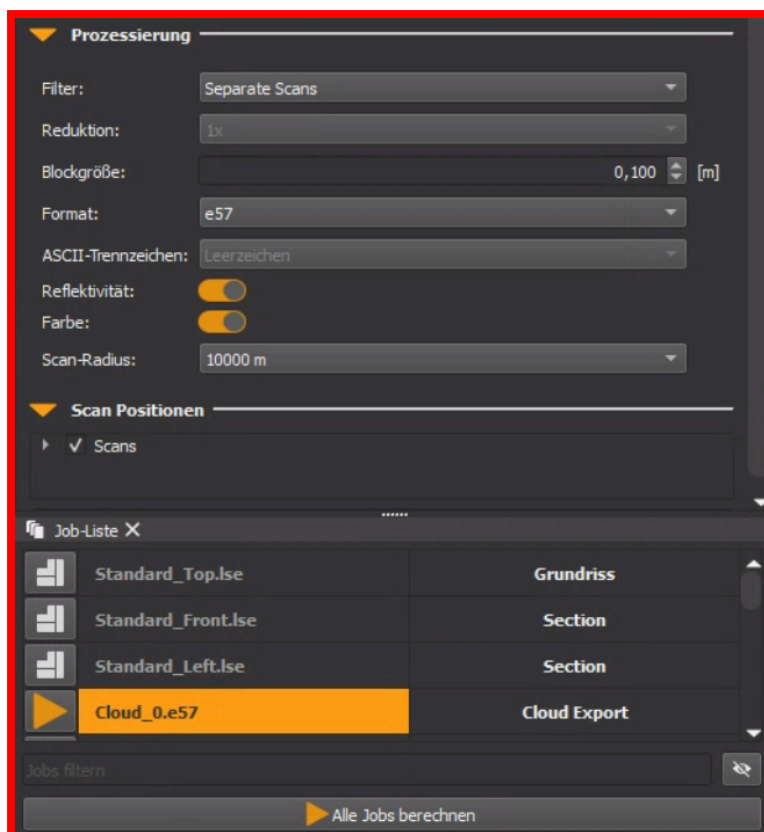 Prozessierung
Filter: Separate Scans
Reduktion: 1x
Blockgröße: 0,100 [m]
Format: e57
ASCII-Trennzeichen: Leerzeichen
Reflektivität:
Farbe:
Scan-Radius: 10000 m
Scan Positionen
Scans
Job-Liste
Standard_Top.lse Grundriss
Standard_Front.lse Section
Standard_Left.lse Section
Cloud_0.e57 Cloud Export
Jobs filtern
Alle Jobs berechnen